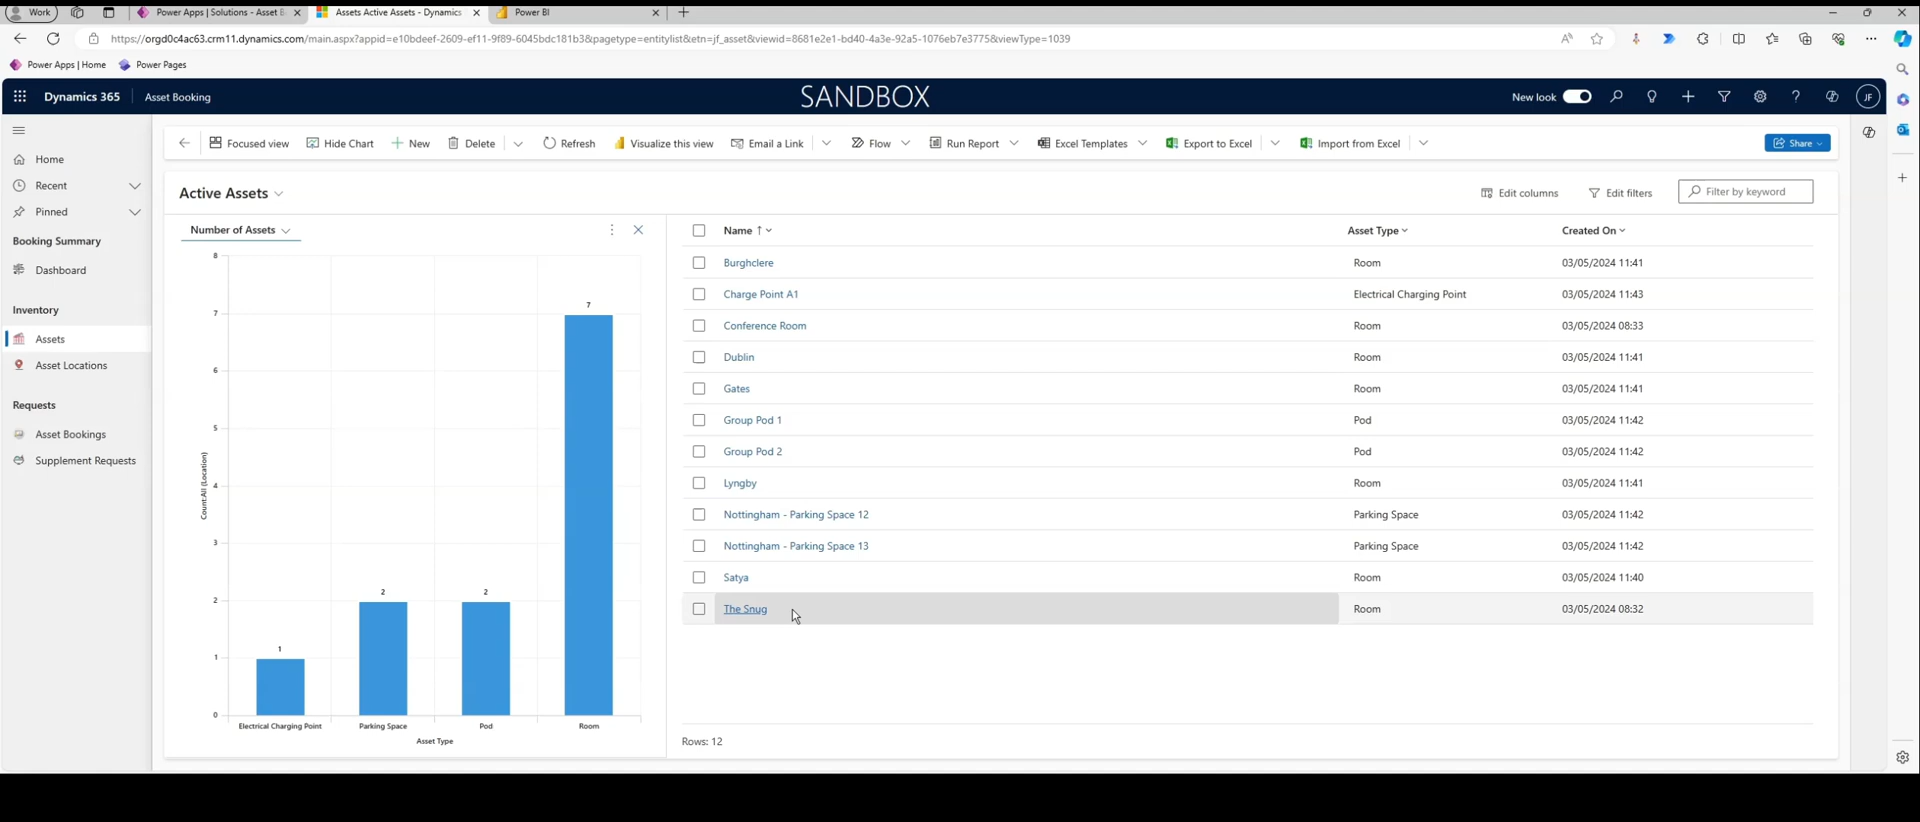 Work
Power Apps | Solutions - Asset B
Assets Active Assets - Dynamics
Power BI
https://orgd0c4ac63.crm11.dynamics.com/main.aspx?appid=e10bdeef-2609-ef11-9f89-6045bdc181b3&pagetype=entitylist&etn=jf_asset&viewid=8681e2e1-bd40-4a3e-92a5-1076eb7e3775&viewType=1039
Power Apps | Home
Power Pages
Dynamics 365
Asset Booking
SANDBOX
New look
JF
Focused view
Hide Chart
New
Delete
Refresh
Visualize this view
Email a Link
Flow
Run Report
Excel Templates
Export to Excel
Import from Excel
Share
Home
Recent
Pinned
Booking Summary
Dashboard
Inventory
Assets
Asset Locations
Requests
Asset Bookings
Supplement Requests
Active Assets
Edit columns
Edit filters
Filter by keyword
Number of Assets
8
7
6
5
4
3
2
1
0
Count:All (Location)
1
2
2
7
Electrical Charging Point
Parking Space
Pod
Room
Asset Type
Name ↑ Asset Type Created On
Burghclere Room 03/05/2024 11:41
Charge Point A1 Electrical Charging Point 03/05/2024 11:43
Conference Room Room 03/05/2024 08:33
Dublin Room 03/05/2024 11:41
Gates Room 03/05/2024 11:41
Group Pod 1 Pod 03/05/2024 11:42
Group Pod 2 Pod 03/05/2024 11:42
Lyngby Room 03/05/2024 11:41
Nottingham - Parking Space 12 Parking Space 03/05/2024 11:42
Nottingham - Parking Space 13 Parking Space 03/05/2024 11:42
Satya Room 03/05/2024 11:40
The Snug Room 03/05/2024 08:32
Rows: 12